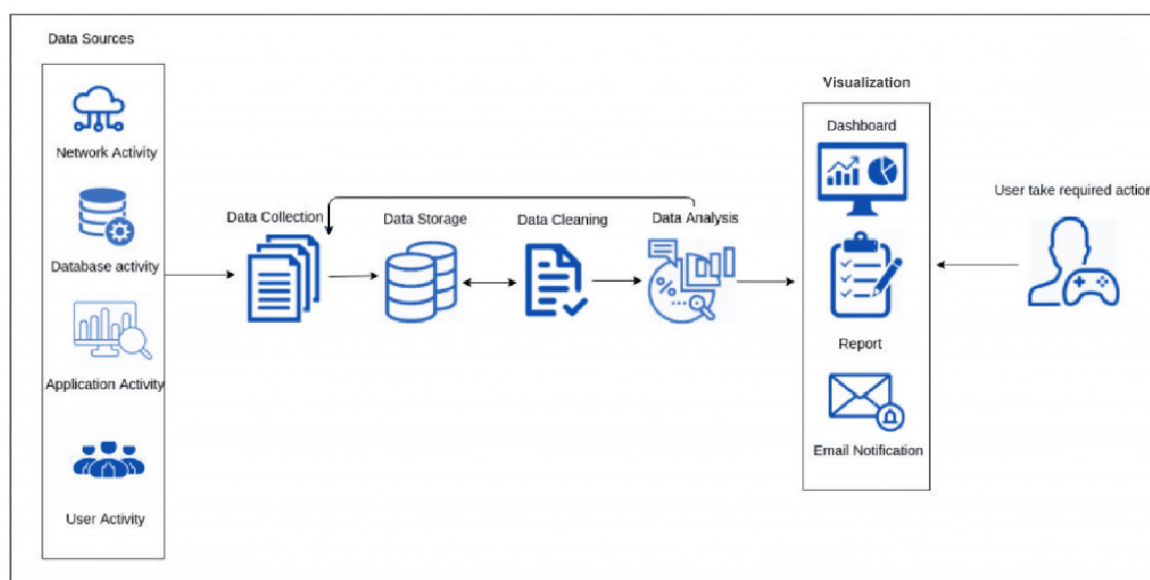 Data Sources
Network Activity
Database activity
Application Activity
User Activity
Data Collection
Data Storage
Data Cleaning
Data Analysis
Visualization
Dashboard
Report
Email Notification
User take required action